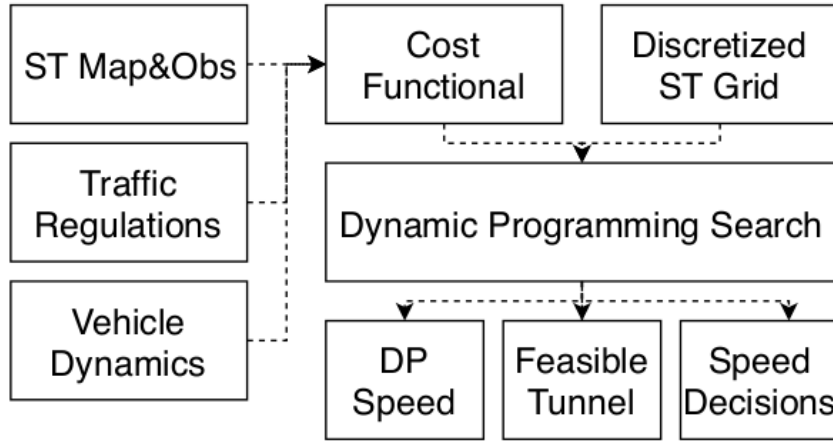 ST Map&Obs
Cost
Functional
Discretized
ST Grid
Traffic
Regulations
Dynamic Programming Search
Vehicle
Dynamics
DP
Speed
Feasible
Tunnel
Speed
Decisions